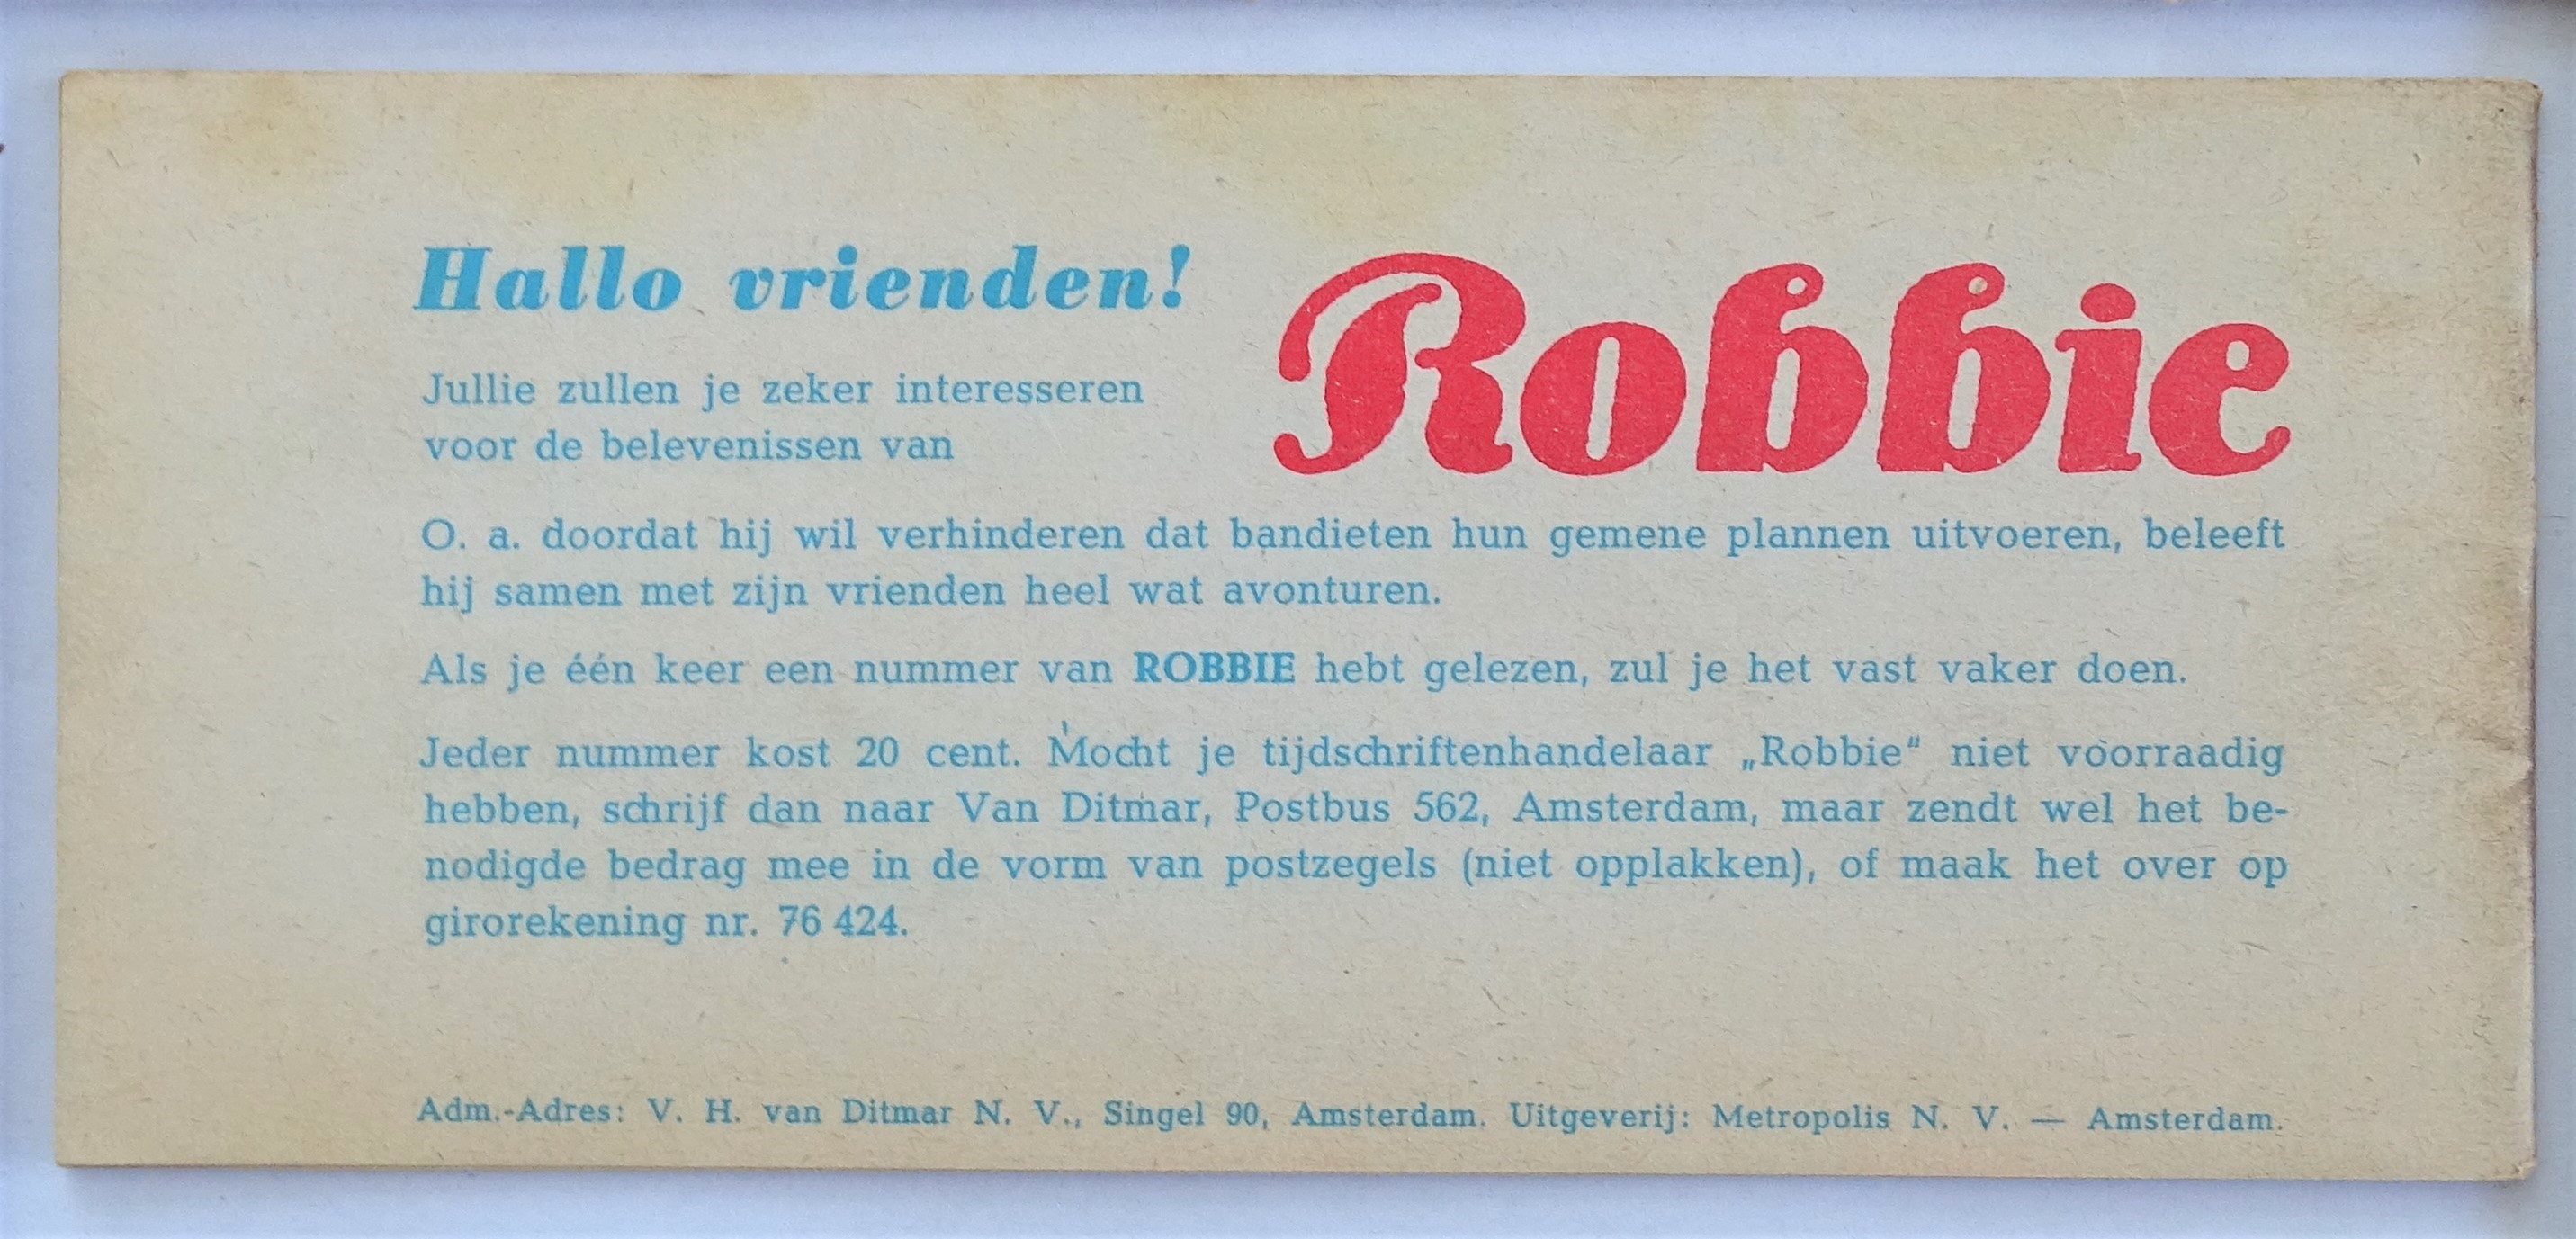 Hallo vrienden!
Jullie zullen je zeker interesseren
voor de belevenissen van
Robbie
O. a. doordat hij wil verhinderen dat bandieten hun gemene plannen uitvoeren, beleeft
hij samen met zijn vrienden heel wat avonturen.
Als je één keer een nummer van ROBBIE hebt gelezen, zul je het vast vaker doen.
Jeder nummer kost 20 cent. Mocht je tijdschriftenhandelaar „Robbie“ niet voorraadig
hebben, schrijf dan naar Van Ditmar, Postbus 562, Amsterdam, maar zendt wel het be-
nodigde bedrag mee in de vorm van postzegels (niet opplakken), of maak het over op
girorekening nr. 76 424.
Adm.-Adres: V. H. van Ditmar N. V., Singel 90, Amsterdam. Uitgeverij: Metropolis N. V. — Amsterdam.